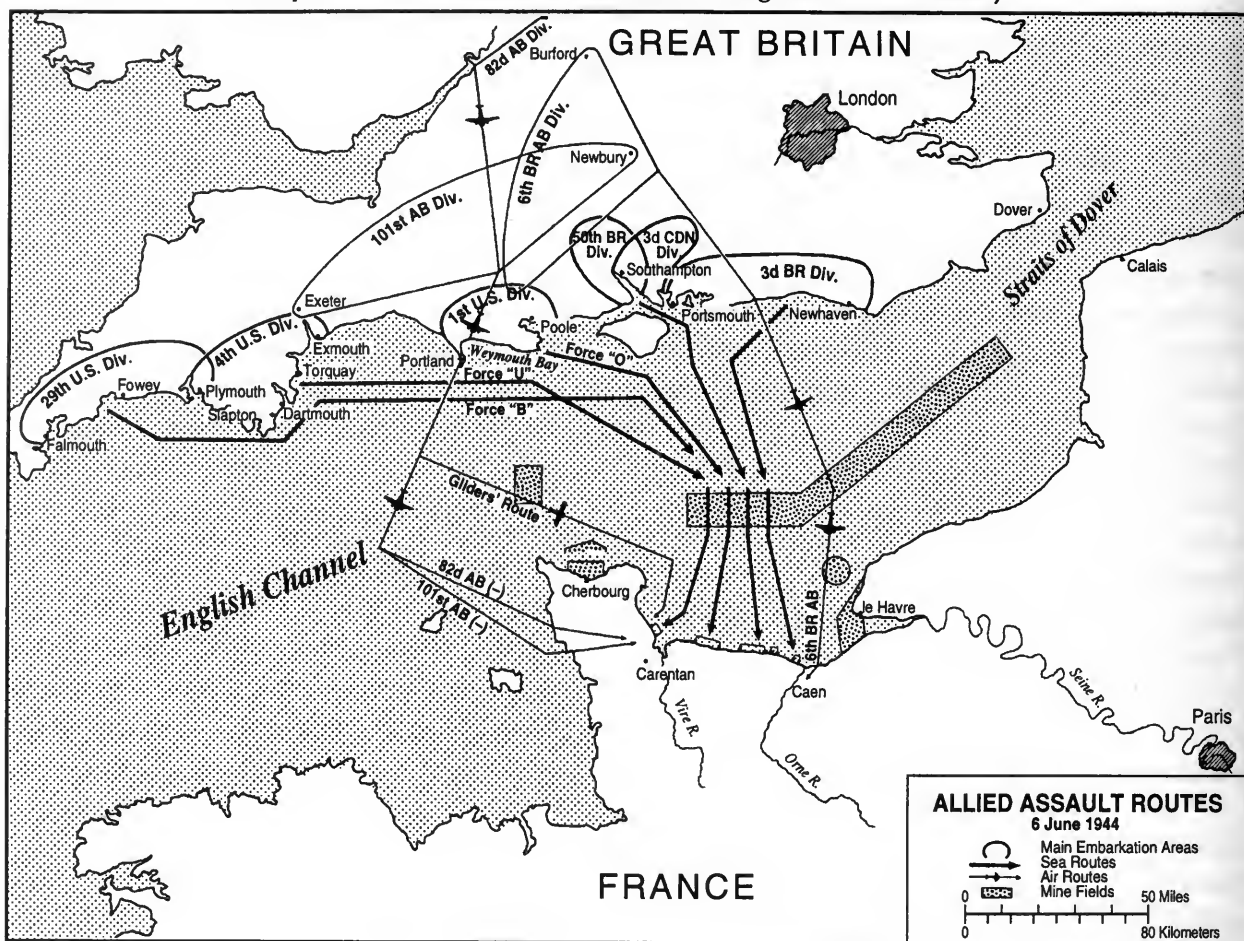 GREAT BRITAIN
82d AB Div.
Burford
London
6th BR AB Div.
Newbury
101st AB Div.
Dover
Straits of Dover
Calais
50th BR
Div.
3d CDN
Div.
Southampton
3d BR Div.
Exeter
1st U.S. Div.
4th U.S. Div.
Poole
Portsmouth
Newhaven
Exmouth
Portland
Weymouth Bay
Force "O"
29th U.S. Div.
Torquay
Force "U"
Fowey
Plymouth
Slapton
Dartmouth
Force "B"
Falmouth
Gliders' Route
English Channel
82d AB (–)
101st AB (–)
Cherbourg
le Havre
6th BR AB
Carentan
Caen
Vire R.
Orne R.
Seine R.
Paris
FRANCE
ALLIED ASSAULT ROUTES
6 June 1944
Main Embarkation Areas
Sea Routes
Air Routes
Mine Fields
0 50 Miles
0 80 Kilometers